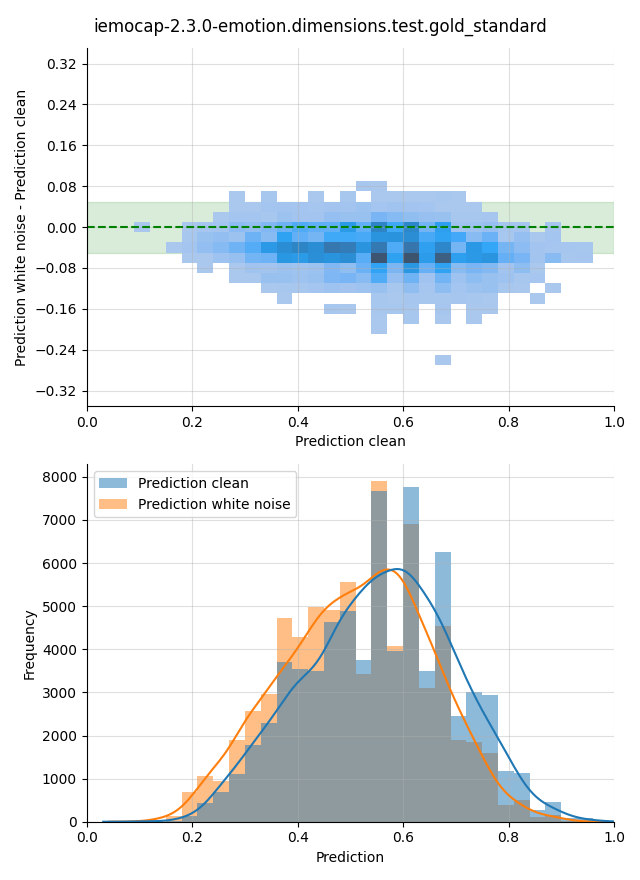 iemocap-2.3.0-emotion.dimensions.test.gold_standard
Prediction white noise - Prediction clean
0.32
0.24
0.16
0.08
0.00
−0.08
−0.16
−0.24
−0.32
0.0 0.2 0.4 0.6 0.8 1.0
Prediction clean
Frequency
8000
7000
6000
5000
4000
3000
2000
1000
0
Prediction clean
Prediction white noise
0.0 0.2 0.4 0.6 0.8 1.0
Prediction